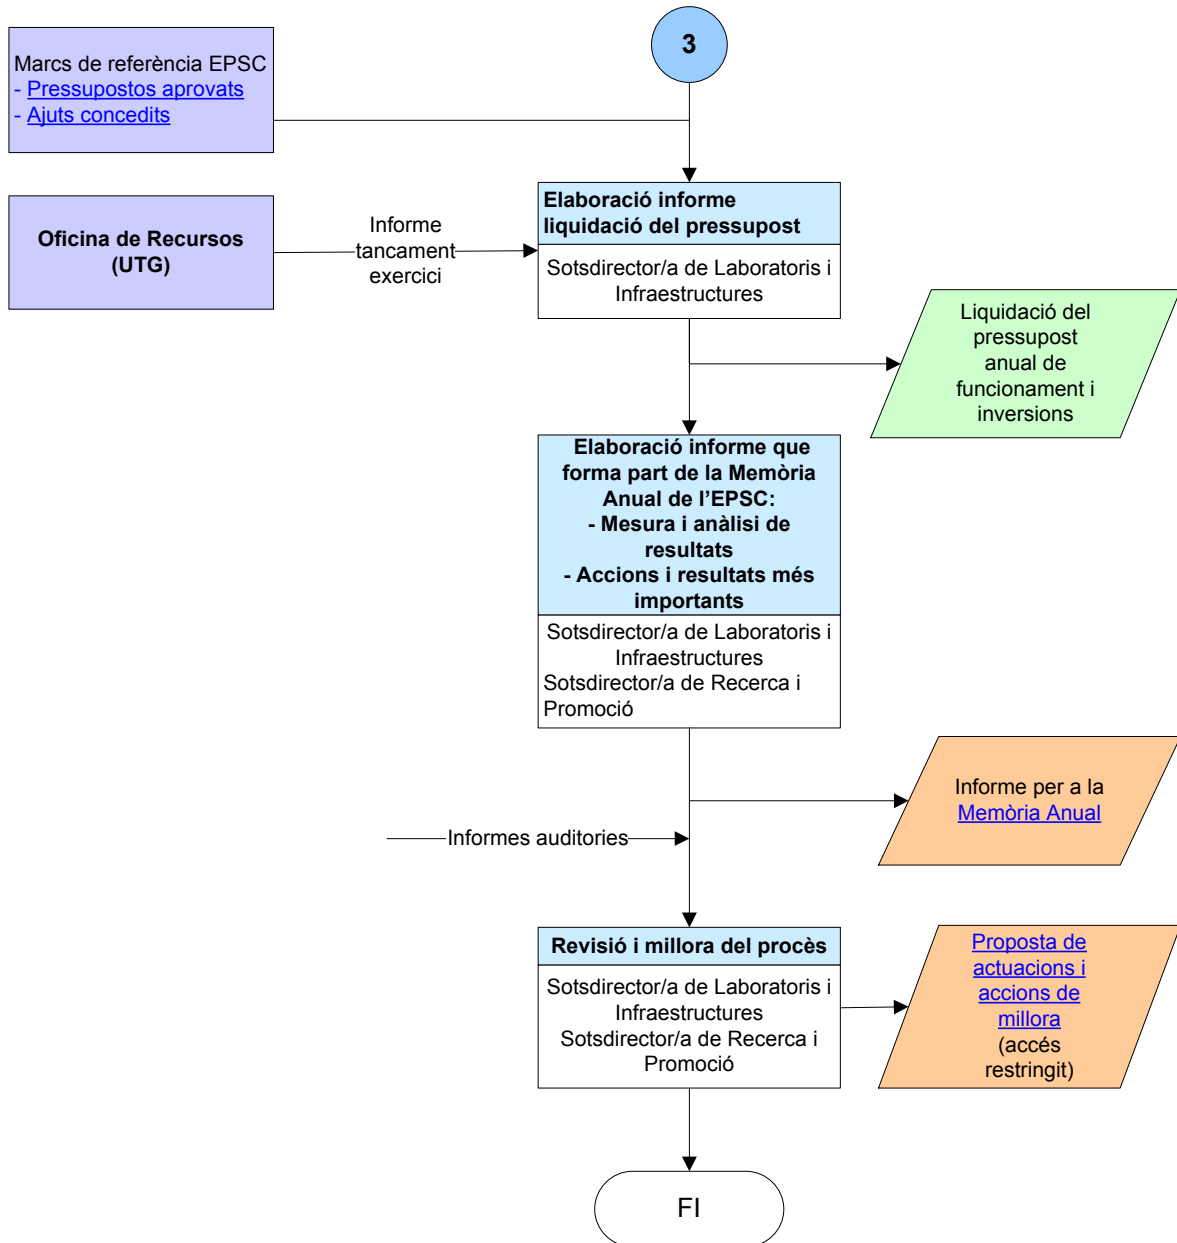 3
Marcs de referència EPSC
- Pressupostos aprovats
- Ajuts concedits
Elaboració informe
liquidació del pressupost
Sotsdirector/a de Laboratoris i
Infraestructures
Oficina de Recursos
(UTG)
Informe
tancament
exercici
Liquidació del
pressupost
anual de
funcionament i
inversions
Elaboració informe que
forma part de la Memòria
Anual de l’EPSC:
- Mesura i anàlisi de
resultats
- Accions i resultats més
importants
Sotsdirector/a de Laboratoris i
Infraestructures
Sotsdirector/a de Recerca i
Promoció
Informe per a la
Memòria Anual
Informes auditories
Revisió i millora del procès
Sotsdirector/a de Laboratoris i
Infraestructures
Sotsdirector/a de Recerca i
Promoció
Proposta de
actuacions i
accions de
millora
(accés
restringit)
FI